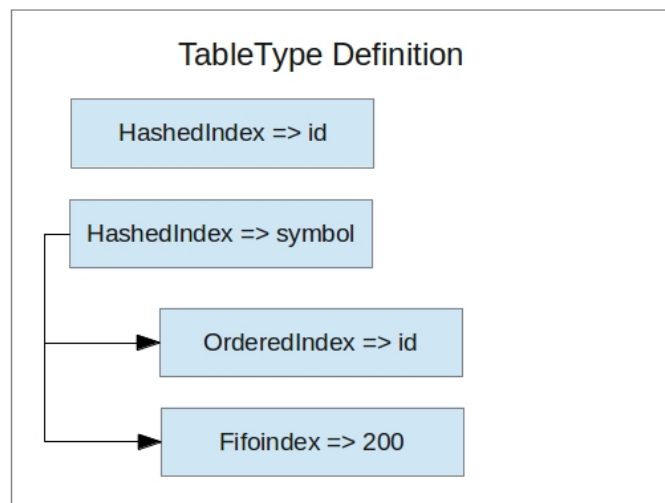 TableType Definition
HashedIndex => id
HashedIndex => symbol
OrderedIndex => id
Fifoindex => 200